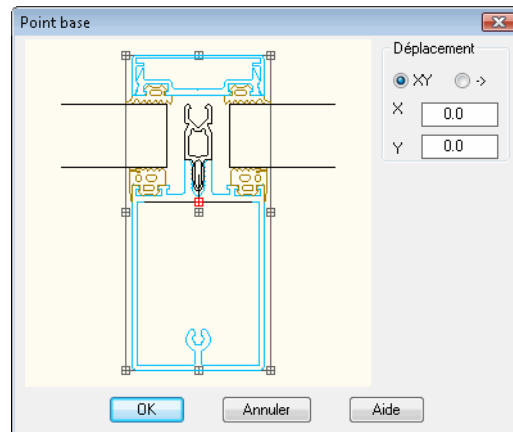 Point base
Déplacement
XY ->
X 0.0
Y 0.0
OK Annuler Aide